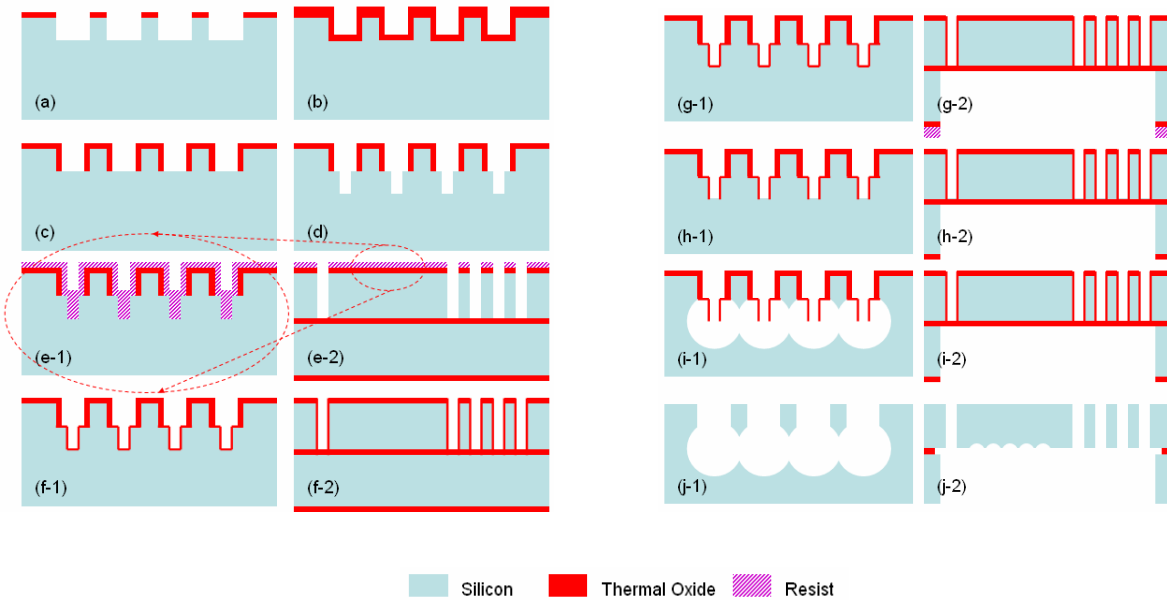 (a)
(b)
(c)
(d)
(e-1)
(e-2)
(f-1)
(f-2)
(g-1)
(g-2)
(h-1)
(h-2)
(i-1)
(i-2)
(j-1)
(j-2)
Silicon
Thermal Oxide
Resist